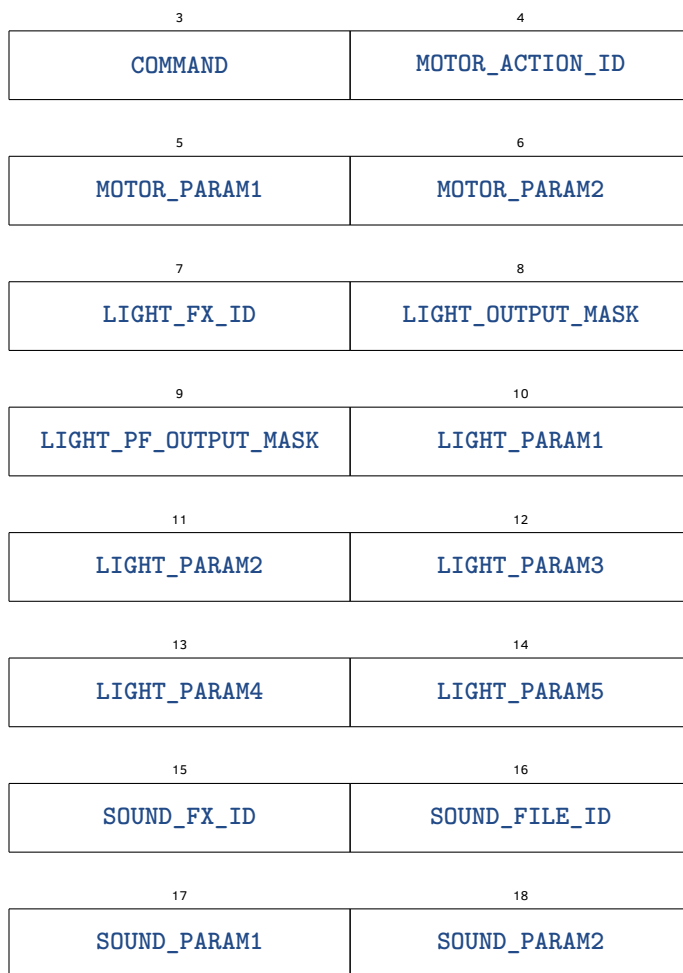 3 4
COMMAND MOTOR_ACTION_ID
5 6
MOTOR_PARAM1 MOTOR_PARAM2
7 8
LIGHT_FX_ID LIGHT_OUTPUT_MASK
9 10
LIGHT_PF_OUTPUT_MASK LIGHT_PARAM1
11 12
LIGHT_PARAM2 LIGHT_PARAM3
13 14
LIGHT_PARAM4 LIGHT_PARAM5
15 16
SOUND_FX_ID SOUND_FILE_ID
17 18
SOUND_PARAM1 SOUND_PARAM2